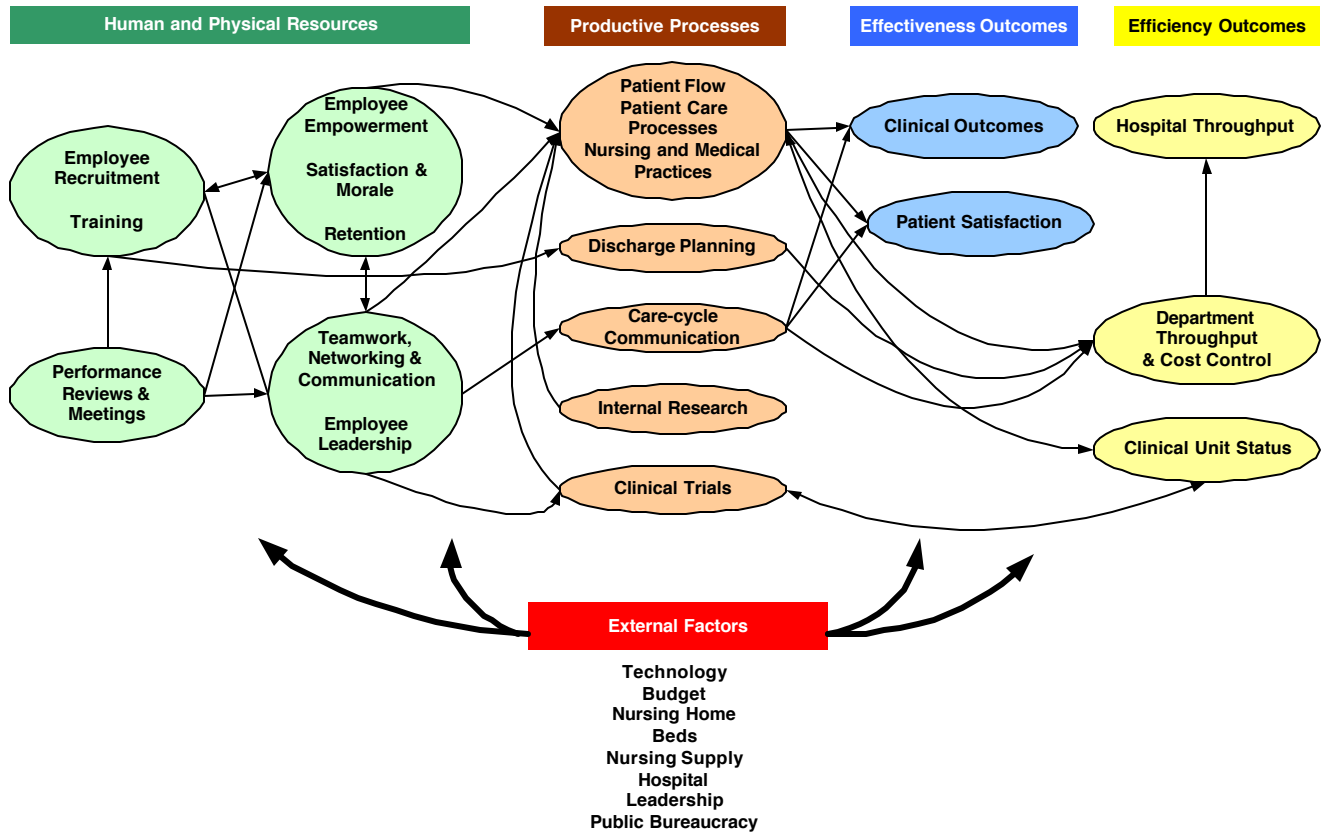 Human and Physical Resources
Productive Processes
Effectiveness Outcomes
Efficiency Outcomes
Employee
Recruitment
Training
Performance
Reviews &
Meetings
Employee
Empowerment
Satisfaction &
Morale
Retention
Teamwork,
Networking &
Communication
Employee
Leadership
Patient Flow
Patient Care
Processes
Nursing and Medical
Practices
Discharge Planning
Care-cycle
Communication
Internal Research
Clinical Trials
Clinical Outcomes
Patient Satisfaction
Hospital Throughput
Department
Throughput
& Cost Control
Clinical Unit Status
External Factors
Technology
Budget
Nursing Home
Beds
Nursing Supply
Hospital
Leadership
Public Bureaucracy